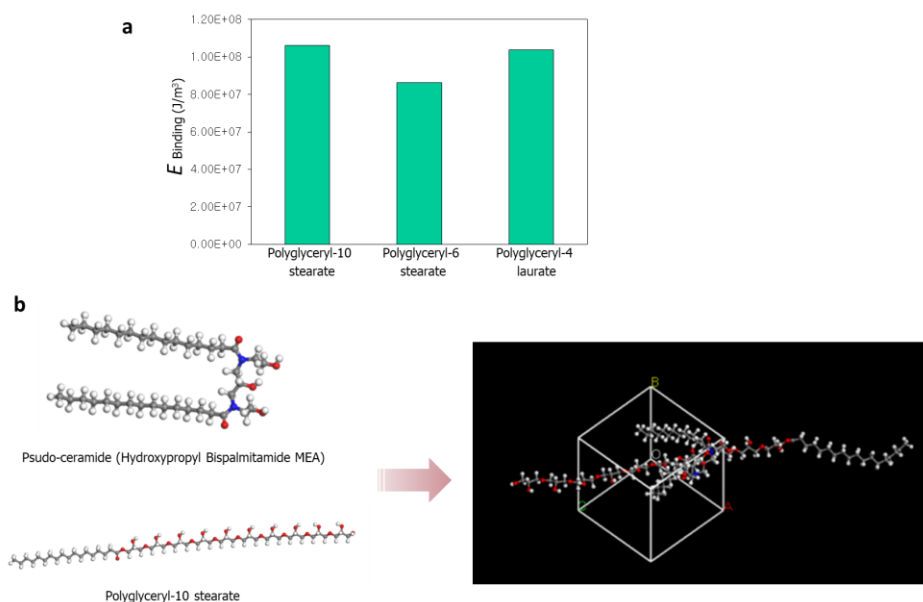 a
E Binding (J/m³)
1.20E+08
1.00E+08
8.00E+07
6.00E+07
4.00E+07
2.00E+07
0.00E+00
Polyglyceryl-10
stearate
Polyglyceryl-6
stearate
Polyglyceryl-4
laurate
b
Psudo-ceramide (Hydroxypropyl Bispalmitamide MEA)
Polyglyceryl-10 stearate
B
O
C
A